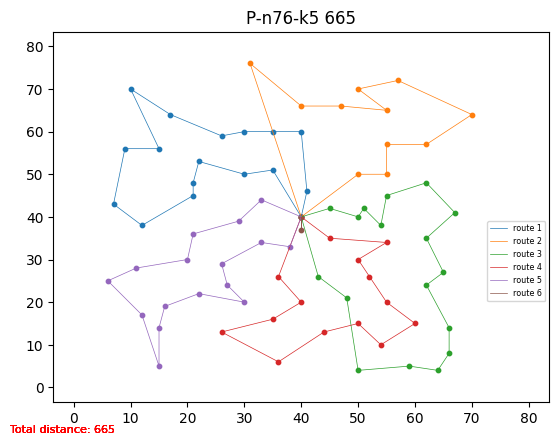 P-n76-k5 665
80
70
60
50
40
30
20
10
0
route 1
route 2
route 3
route 4
route 5
route 6
0 10 20 30 40 50 60 70 80
Total distance: 665